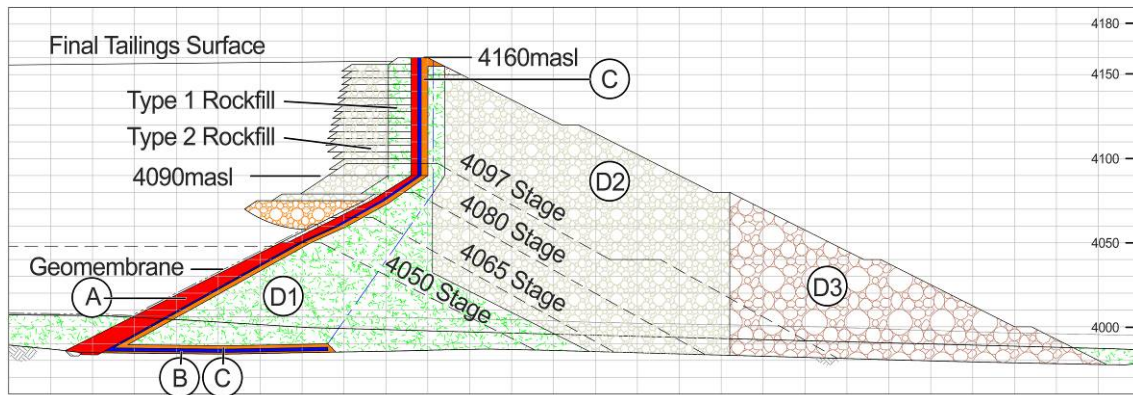 4180
Final Tailings Surface
4160masl
4150
C
Type 1 Rockfill
Type 2 Rockfill
4100
4090masl
4097 Stage
D2
4080 Stage
4065 Stage
4050 Stage
4050
Geomembrane
A
D1
D3
4000
B
C